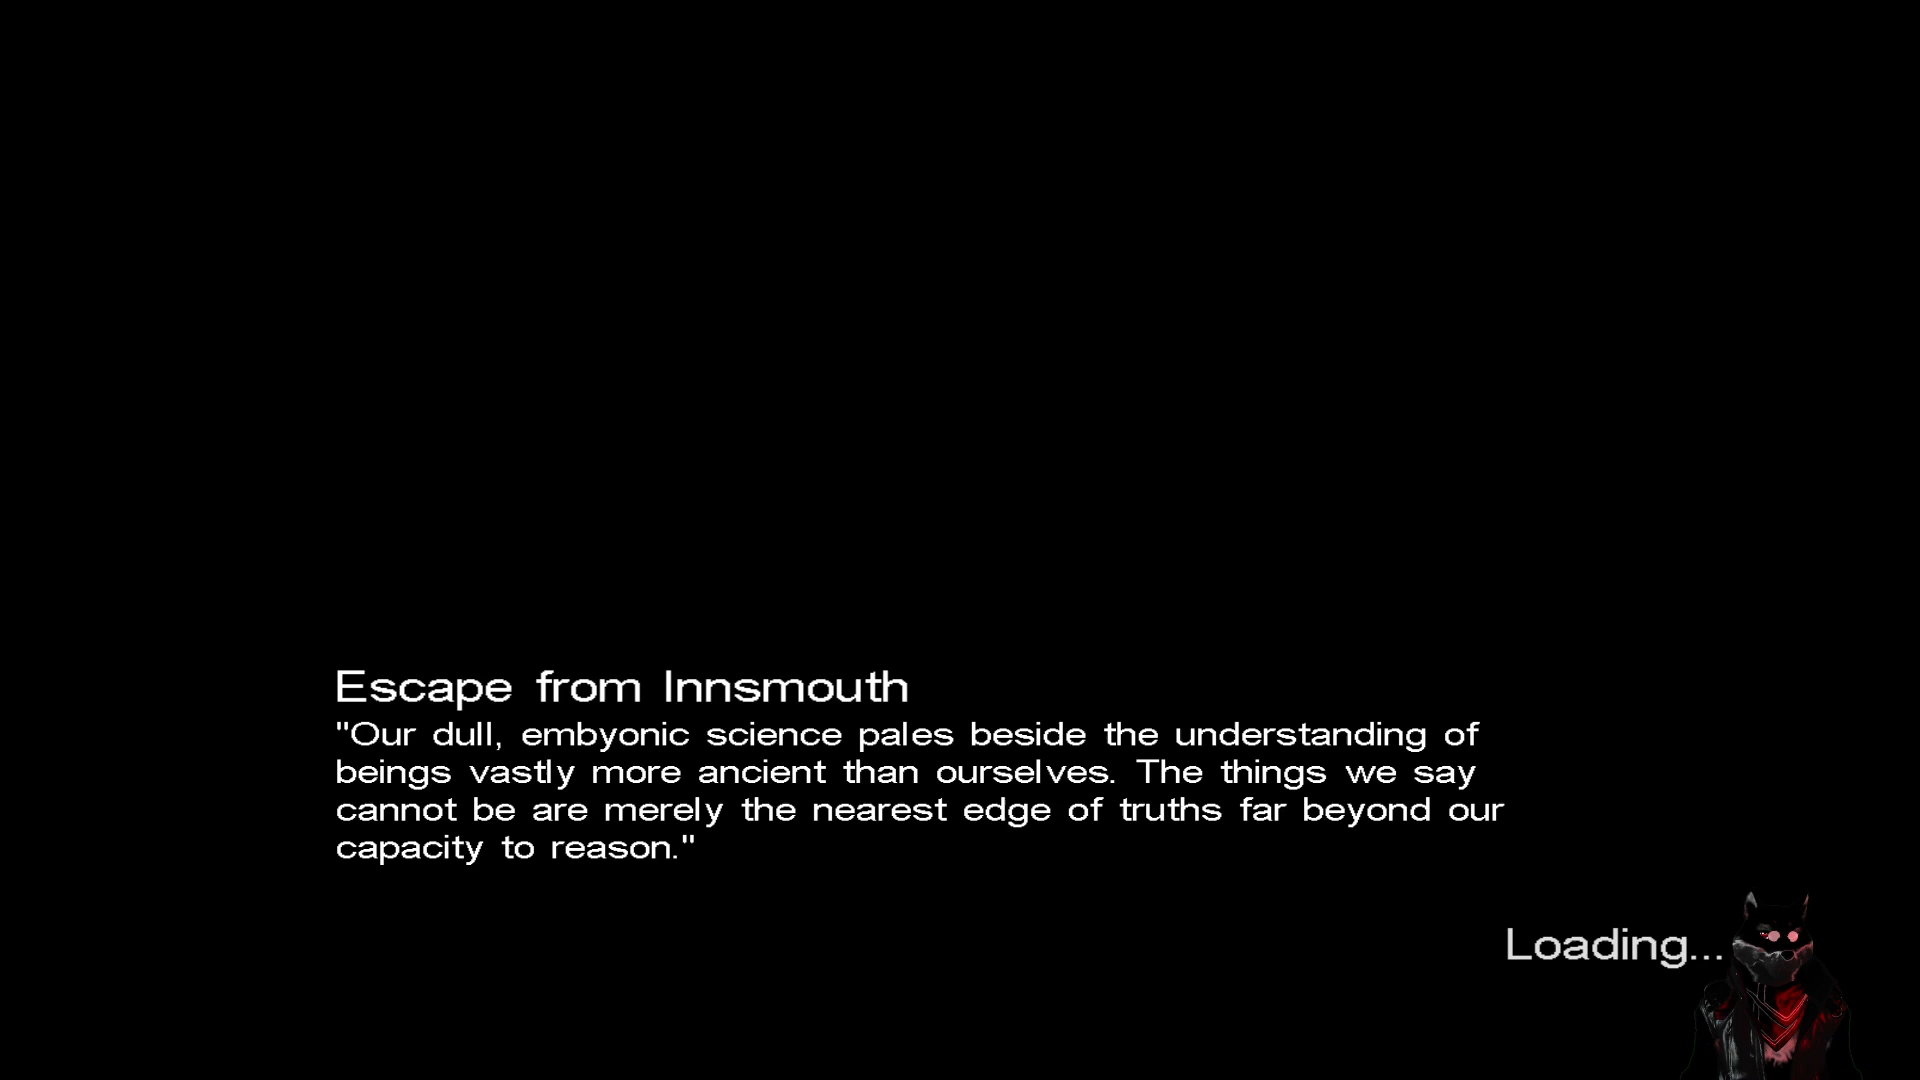 Escape from Innsmouth
"Our dull, embyonic science pales beside the understanding of
beings vastly more ancient than ourselves. The things we say
cannot be are merely the nearest edge of truths far beyond our
capacity to reason."
Loading...